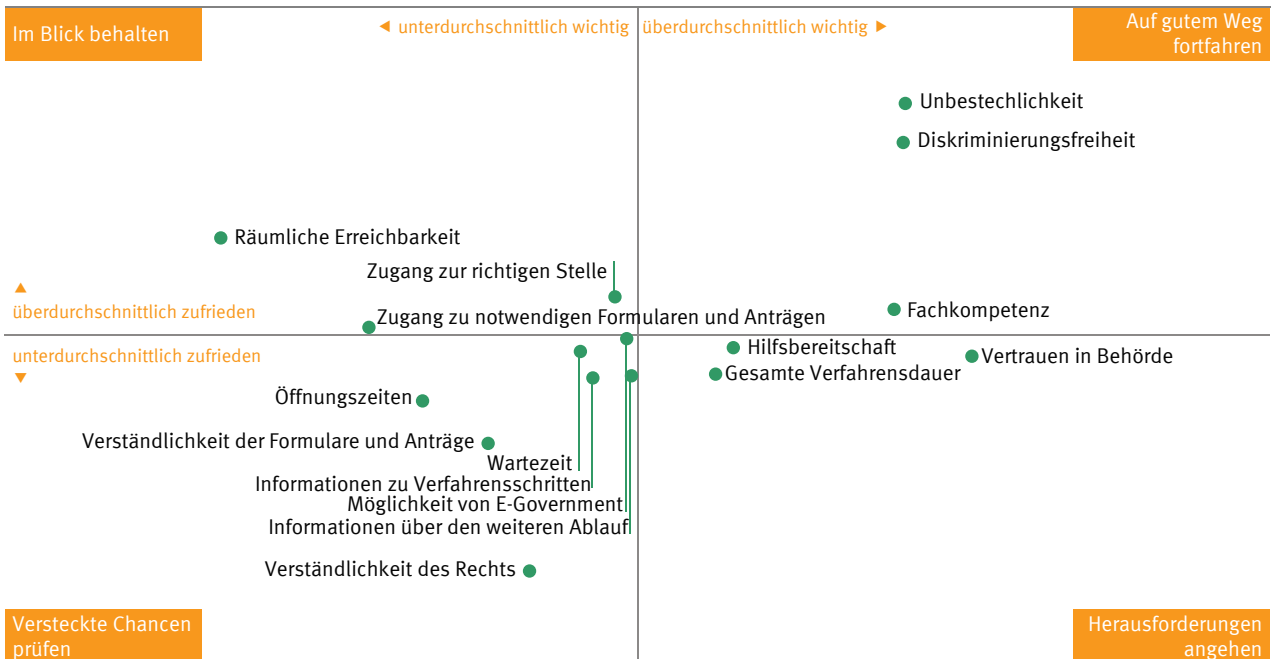 Im Blick behalten
◄ unterdurchschnittlich wichtig
überdurchschnittlich wichtig ►
Auf gutem Weg
fortfahren
Unbestechlichkeit
Diskriminierungsfreiheit
Räumliche Erreichbarkeit
Zugang zur richtigen Stelle
▲
überdurchschnittlich zufrieden
Fachkompetenz
Zugang zu notwendigen Formularen und Anträgen
unterdurchschnittlich zufrieden
▼
Hilfsbereitschaft
Vertrauen in Behörde
Gesamte Verfahrensdauer
Öffnungszeiten
Verständlichkeit der Formulare und Anträge
Wartezeit
Informationen zu Verfahrensschritten
Möglichkeit von E-Government
Informationen über den weiteren Ablauf
Verständlichkeit des Rechts
Versteckte Chancen
prüfen
Herausforderungen
angehen